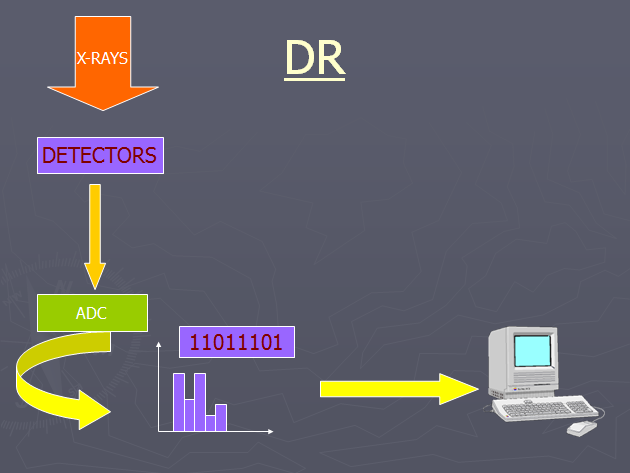 DR
X-RAYS
DETECTORS
ADC
11011101